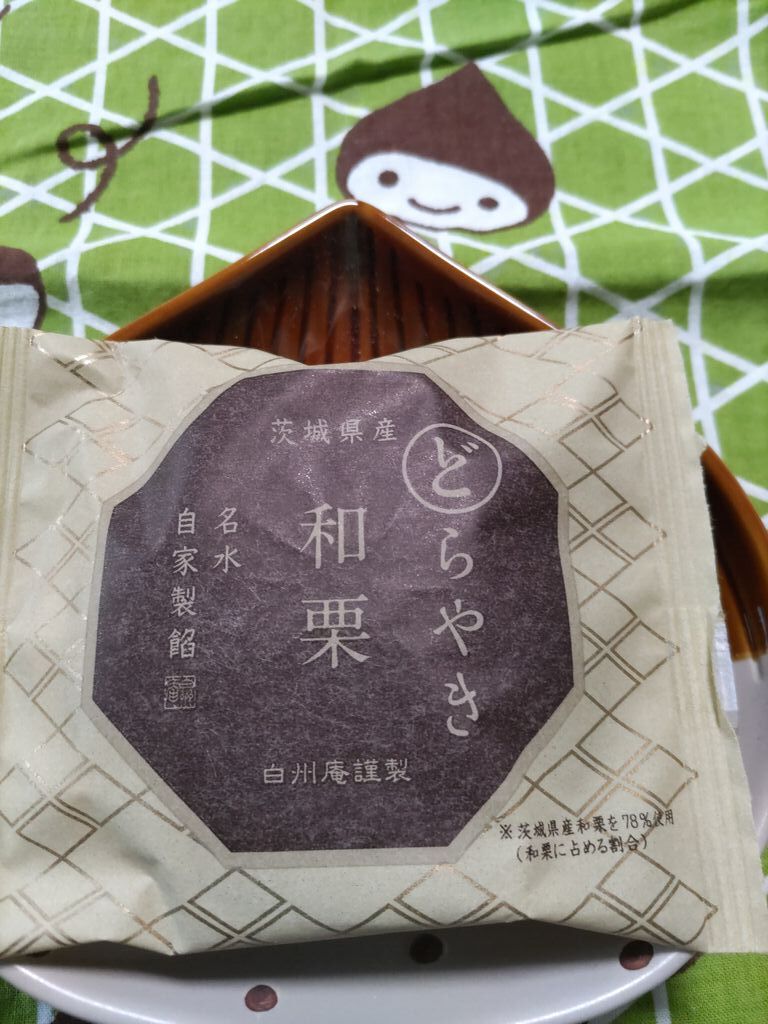 茨城県産
どらやき
和栗
名水
自家製餡
白州庵謹製
※茨城県産和栗を78%使用
(和栗に占める割合)